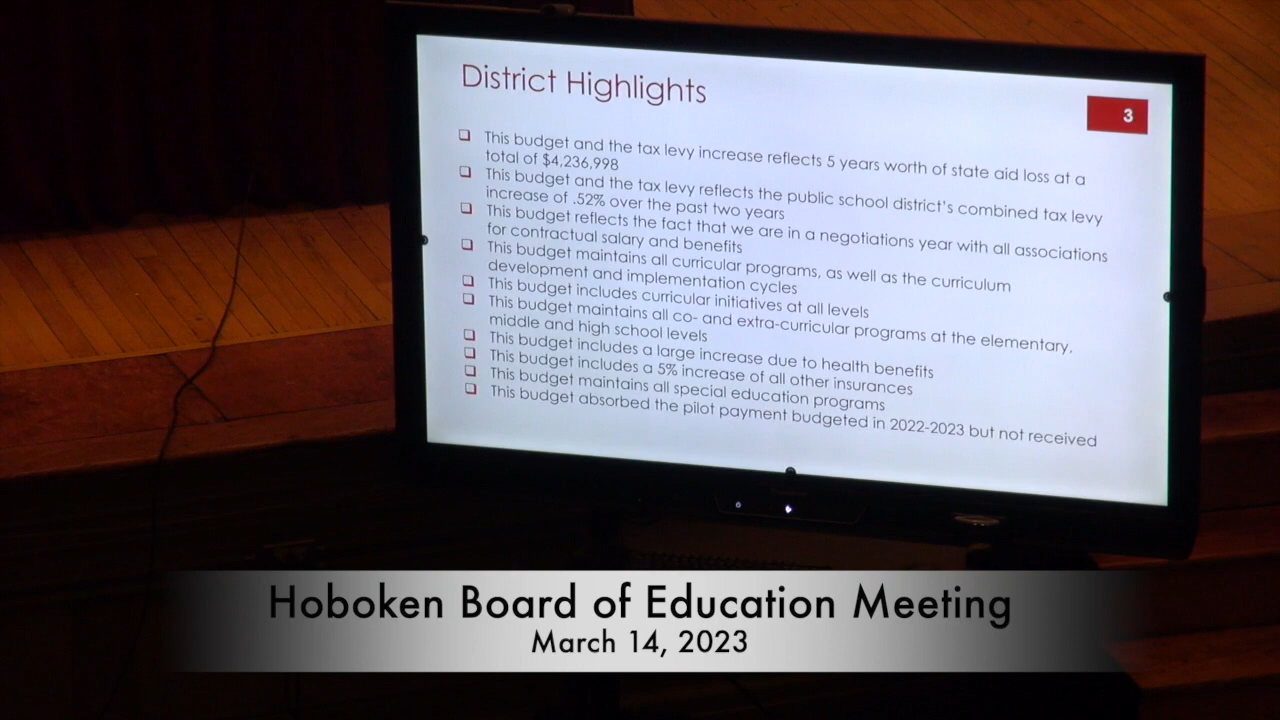 District Highlights
3
❑ This budget and the tax levy increase reflects 5 years worth of state aid loss at a
total of $4,236,998
❑ This budget and the tax levy reflects the public school district's combined tax levy
increase of .52% over the past two years
❑ This budget reflects the fact that we are in a negotiations year with all associations
for contractual salary and benefits
❑ This budget maintains all curricular programs, as well as the curriculum
development and implementation cycles
❑ This budget includes curricular initiatives at all levels
❑ This budget maintains all co- and extra-curricular programs at the elementary,
middle and high school levels
❑ This budget includes a large increase due to health benefits
❑ This budget includes a 5% increase of all other insurances
❑ This budget maintains all special education programs
❑ This budget absorbed the pilot payment budgeted in 2022-2023 but not received
Hoboken Board of Education Meeting
March 14, 2023